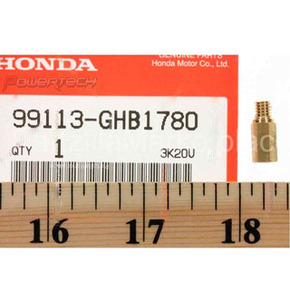 HONDA
GENUINE PARTS
Honda Motor Co., Ltd.
POWERTECH
99113-GHB1780
QTY 1 3K20U
16 17 18